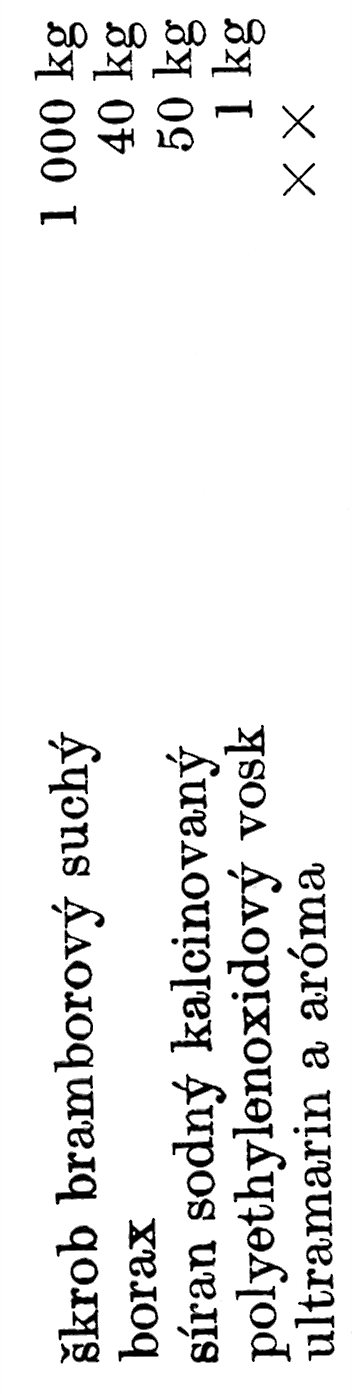 škrob bramborový suchý 1 000 kg
borax 40 kg
síran sodný kalcinovaný 50 kg
polyethylenoxidový vosk 1 kg
ultramarin a aróma × ×